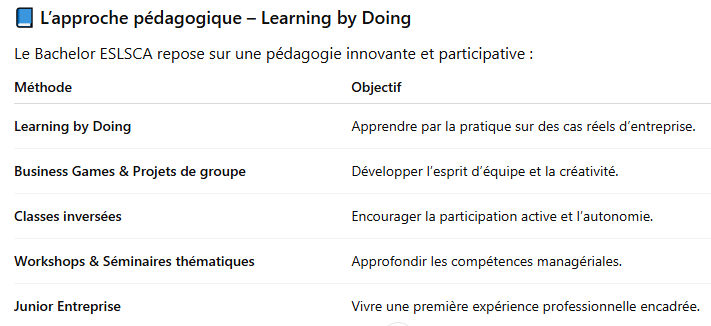 📘 L’approche pédagogique – Learning by Doing
Le Bachelor ESLSCA repose sur une pédagogie innovante et participative :
Méthode Objectif
Learning by Doing Apprendre par la pratique sur des cas réels d’entreprise.
Business Games & Projets de groupe Développer l’esprit d’équipe et la créativité.
Classes inversées Encourager la participation active et l’autonomie.
Workshops & Séminaires thématiques Approfondir les compétences managériales.
Junior Entreprise Vivre une première expérience professionnelle encadrée.